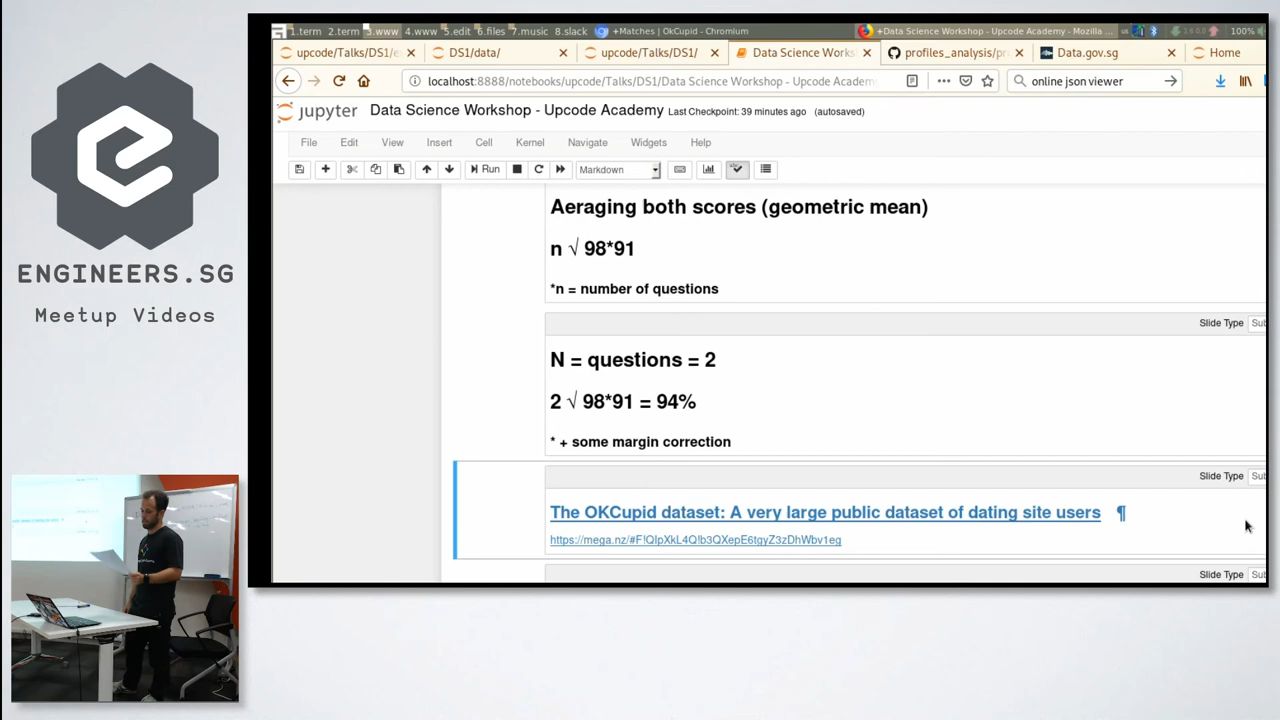 1.term 2.term 3.www 4.www 5.edit 6.files 7.music 8.slack +Matches | OkCupid - Chromium +Data Science Workshop - Upcode Academy - Mozilla ... us 100%
upcode/Talks/DS1/ DS1/data/ upcode/Talks/DS1/ Data Science Works profiles_analysis/pr Data.gov.sg Home
localhost:8888/notebooks/upcode/Talks/DS1/Data Science Workshop - Upcode Academ online json viewer
jupyter Data Science Workshop - Upcode Academy Last Checkpoint: 39 minutes ago (autosaved)
File Edit View Insert Cell Kernel Navigate Widgets Help
Run Markdown
Aeraging both scores (geometric mean)
n √ 98*91
*n = number of questions
Slide Type Sub
N = questions = 2
2 √ 98*91 = 94%
* + some margin correction
Slide Type Sub
The OKCupid dataset: A very large public dataset of dating site users ¶
https://mega.nz/#F!QIpXkL4Q!b3QXepE6tgyZ3zDhWbv1eg
Slide Type Sub
ENGINEERS.SG
Meetup Videos